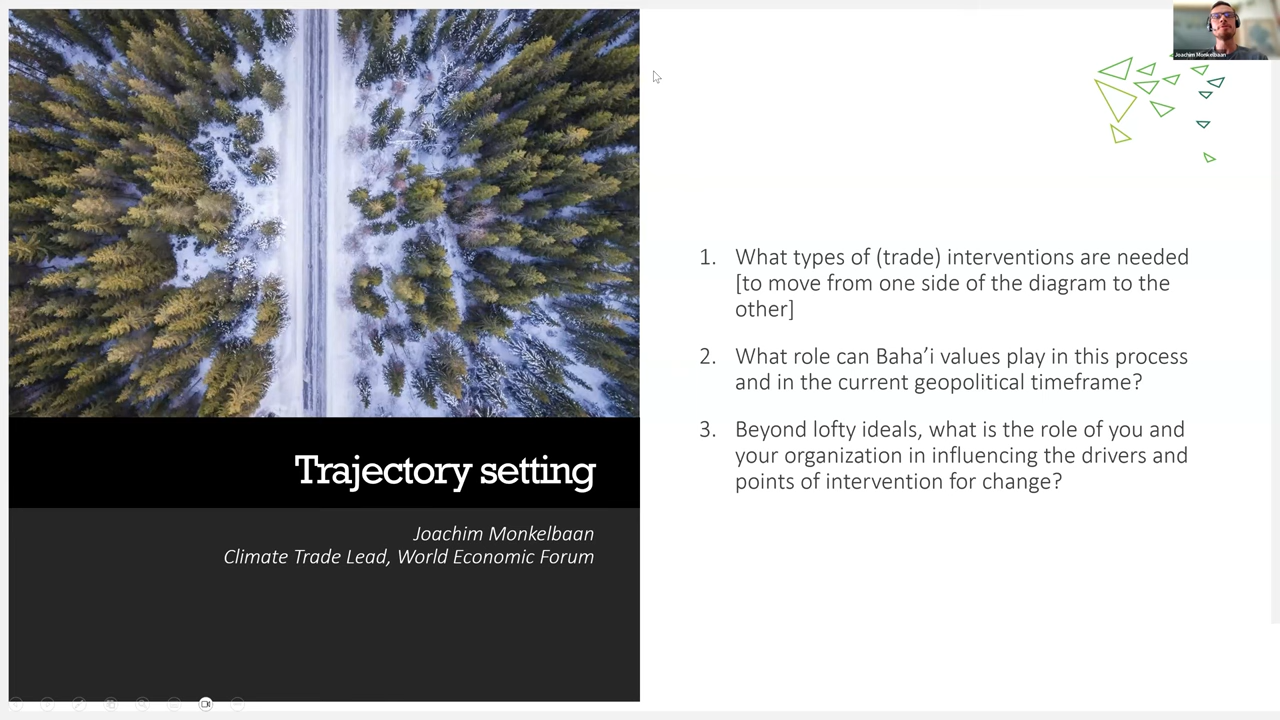 Joachim Monkelbaan
1. What types of (trade) interventions are needed
[to move from one side of the diagram to the
other]
2. What role can Baha’i values play in this process
and in the current geopolitical timeframe?
3. Beyond lofty ideals, what is the role of you and
your organization in influencing the drivers and
points of intervention for change?
Trajectory setting
Joachim Monkelbaan
Climate Trade Lead, World Economic Forum